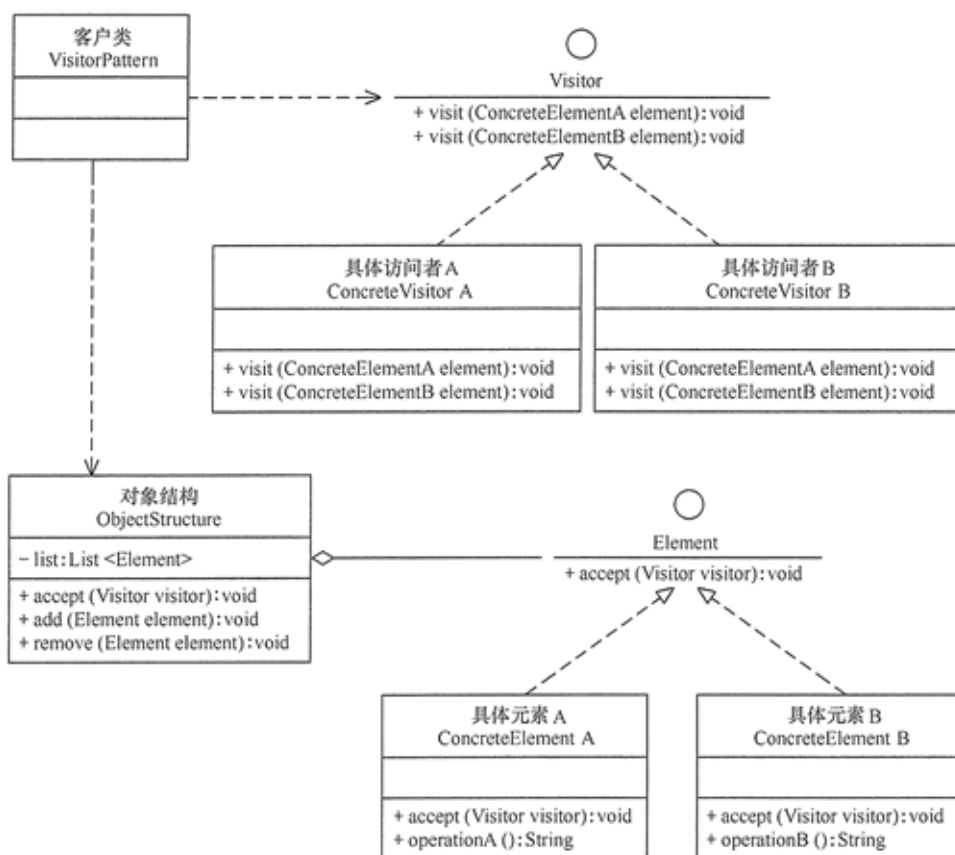 客户类
VisitorPattern
Visitor
+ visit (ConcreteElementA element):void
+ visit (ConcreteElementB element):void
具体访问者A
ConcreteVisitor A
+ visit (ConcreteElementA element):void
+ visit (ConcreteElementB element):void
具体访问者B
ConcreteVisitor B
+ visit (ConcreteElementA element):void
+ visit (ConcreteElementB element):void
对象结构
ObjectStructure
- list:List <Element>
+ accept (Visitor visitor):void
+ add (Element element):void
+ remove (Element element):void
Element
+ accept (Visitor visitor):void
具体元素A
ConcreteElement A
+ accept (Visitor visitor):void
+ operationA ():String
具体元素B
ConcreteElement B
+ accept (Visitor visitor):void
+ operationB ():String